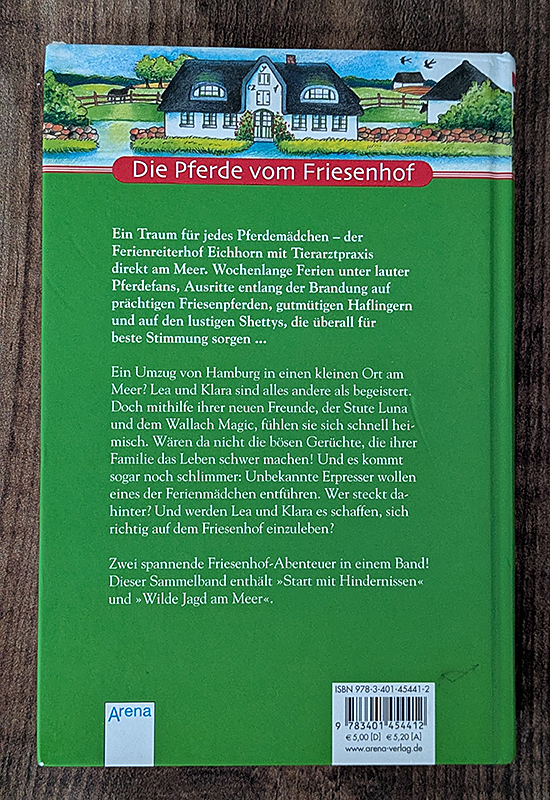 Die Pferde vom Friesenhof
Ein Traum für jedes Pferdemädchen – der
Ferienreiterhof Eichhorn mit Tierarztpraxis
direkt am Meer. Wochenlange Ferien unter lauter
Pferdefans, Ausritte entlang der Brandung auf
prächtigen Friesenpferden, gutmütigen Haflingern
und auf den lustigen Shettys, die überall für
beste Stimmung sorgen ...
Ein Umzug von Hamburg in einen kleinen Ort am
Meer? Lea und Klara sind alles andere als begeistert.
Doch mithilfe ihrer neuen Freunde, der Stute Luna
und dem Wallach Magic, fühlen sie sich schnell hei-
misch. Wären da nicht die bösen Gerüchte, die ihrer
Familie das Leben schwer machen! Und es kommt
sogar noch schlimmer: Unbekannte Erpresser wollen
eines der Ferienmädchen entführen. Wer steckt da-
hinter? Und werden Lea und Klara es schaffen, sich
richtig auf dem Friesenhof einzuleben?
Zwei spannende Friesenhof-Abenteuer in einem Band!
Dieser Sammelband enthält »Start mit Hindernissen«
und »Wilde Jagd am Meer«.
Arena
ISBN 978-3-401-45441-2
9 783401 454412
€ 5,00 [D] € 5,20 [A]
www.arena-verlag.de